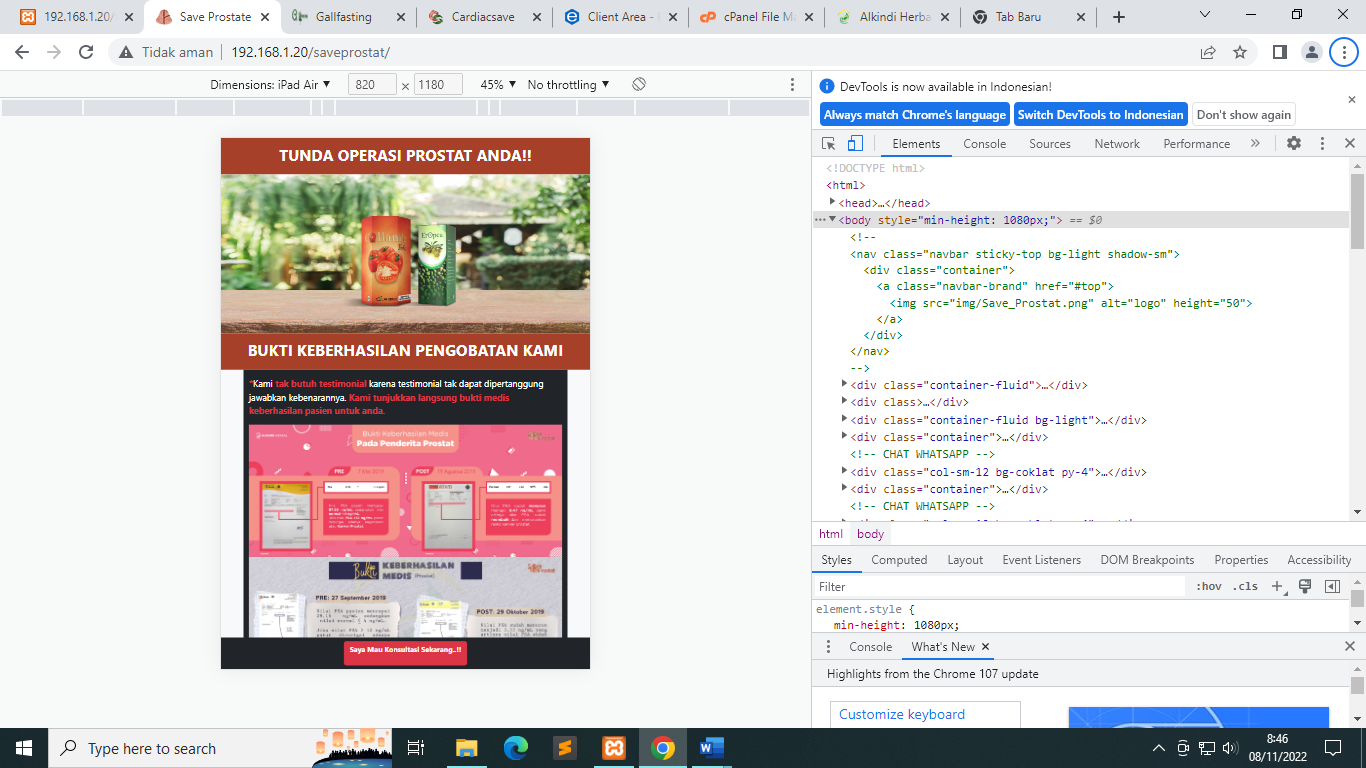 192.168.1.20/
Save Prostate
Gallfasting
Cardiacsave
Client Area -
cPanel File Ma
Alkindi Herba
Tab Baru
Tidak aman
192.168.1.20/saveprostat/
Dimensions: iPad Air
820
×
1180
45%
No throttling
TUNDA OPERASI PROSTAT ANDA!!
BUKTI KEBERHASILAN PENGOBATAN KAMI
"Kami tak butuh testimonial karena testimonial tak dapat dipertanggung
jawabkan kebenarannya. Kami tunjukkan langsung bukti medis
keberhasilan pasien untuk anda.
Bukti Keberhasilan Medis
Pada Penderita Prostat
PRE
7 Mei 2019
POST
Bukti
KEBERHASILAN
MEDIS
PRE: 27 September 2019
POST: 29 Oktober 2019
Saya Mau Konsultasi Sekarang..!!
DevTools is now available in Indonesian!
Always match Chrome's language
Switch DevTools to Indonesian
Don't show again
Elements
Console
Sources
Network
Performance
»
<!DOCTYPE html>
<html>
<head>…</head>
<body style="min-height: 1080px;"> == $0
<!--
<nav class="navbar sticky-top bg-light shadow-sm">
<div class="container">
<a class="navbar-brand" href="#top">
<img src="img/Save_Prostat.png" alt="logo" height="50">
</a>
</div>
</nav>
-->
<div class="container-fluid">…</div>
<div class>…</div>
<div class="container-fluid bg-light">…</div>
<div class="container">…</div>
<!-- CHAT WHATSAPP -->
<div class="col-sm-12 bg-coklat py-4">…</div>
<div class="container">…</div>
<!-- CHAT WHATSAPP -->
html
body
Styles
Computed
Layout
Event Listeners
DOM Breakpoints
Properties
Accessibility
Filter
:hov
.cls
element.style {
min-height: 1080px;
Console
What's New
Highlights from the Chrome 107 update
Customize keyboard
Type here to search
8:46
08/11/2022